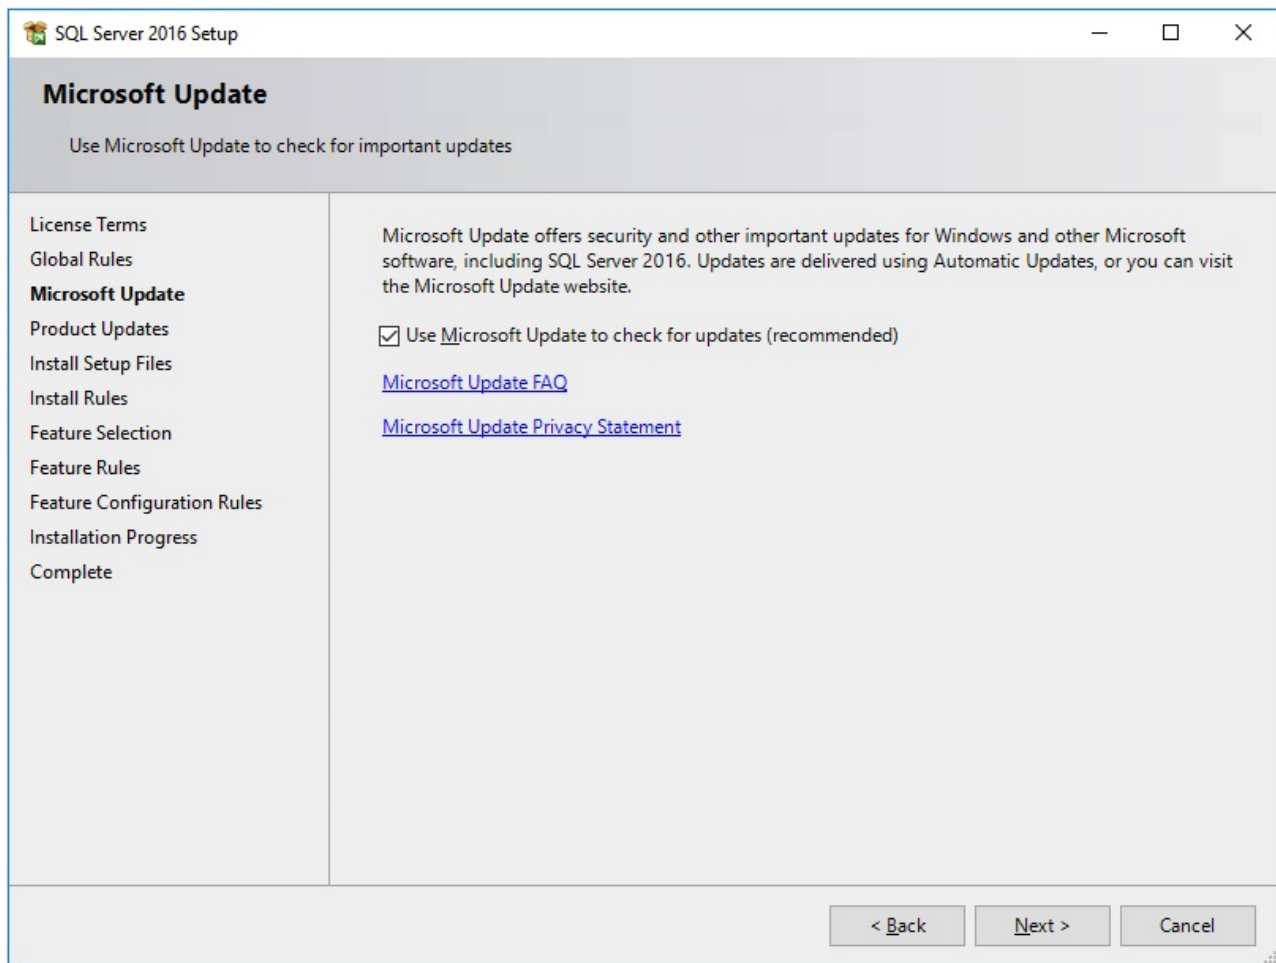 SQL Server 2016 Setup
Microsoft Update
Use Microsoft Update to check for important updates
License Terms
Global Rules
Microsoft Update
Product Updates
Install Setup Files
Install Rules
Feature Selection
Feature Rules
Feature Configuration Rules
Installation Progress
Complete
Microsoft Update offers security and other important updates for Windows and other Microsoft
software, including SQL Server 2016. Updates are delivered using Automatic Updates, or you can visit
the Microsoft Update website.
Use Microsoft Update to check for updates (recommended)
Microsoft Update FAQ
Microsoft Update Privacy Statement
< Back
Next >
Cancel